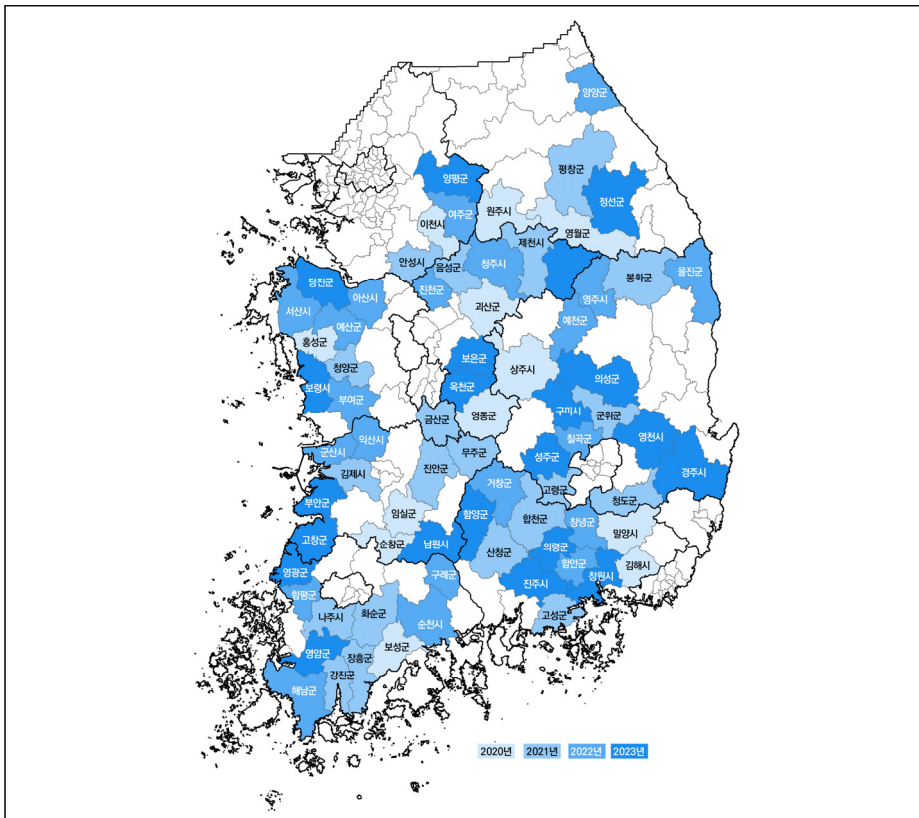 양양군
평창군
양평군
정선군
원주시
여주군
이천시
영월군
제천시
안성시
음성군
청주시
봉화군
울진군
당진군
진천군
아산시
영주시
서산시
괴산군
예천군
예산군
홍성군
보은군
청양군
상주시
의성군
보령시
옥천군
부여군
구미시
군위군
금산군
영동군
익산시
칠곡군
영천시
군산시
무주군
성주군
김제시
진안군
경주시
거창군
고령군
부안군
청도군
임실군
함양군
합천군
창녕군
밀양시
고창군
순창군
남원시
산청군
의령군
함안군
김해시
영광군
구례군
진주시
창원시
함평군
나주시
화순군
순천시
고성군
보성군
영암군
장흥군
강진군
해남군
2020년 2021년 2022년 2023년